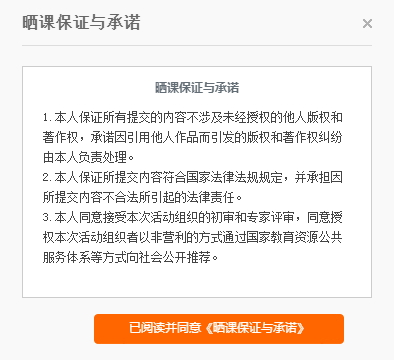 晒课保证与承诺
×
晒课保证与承诺
1. 本人保证所有提交的内容不涉及未经授权的他人版权和
著作权，承诺因引用他人作品而引发的版权和著作权纠纷
由本人负责处理。
2. 本人保证所提交内容符合国家法律法规规定，并承担因
所提交内容不合法所引起的法律责任。
3. 本人同意接受本次活动组织的初审和专家评审，同意授
权本次活动组织者以非营利的方式通过国家教育资源公共
服务体系等方式向社会公开推荐。
已阅读并同意《晒课保证与承诺》